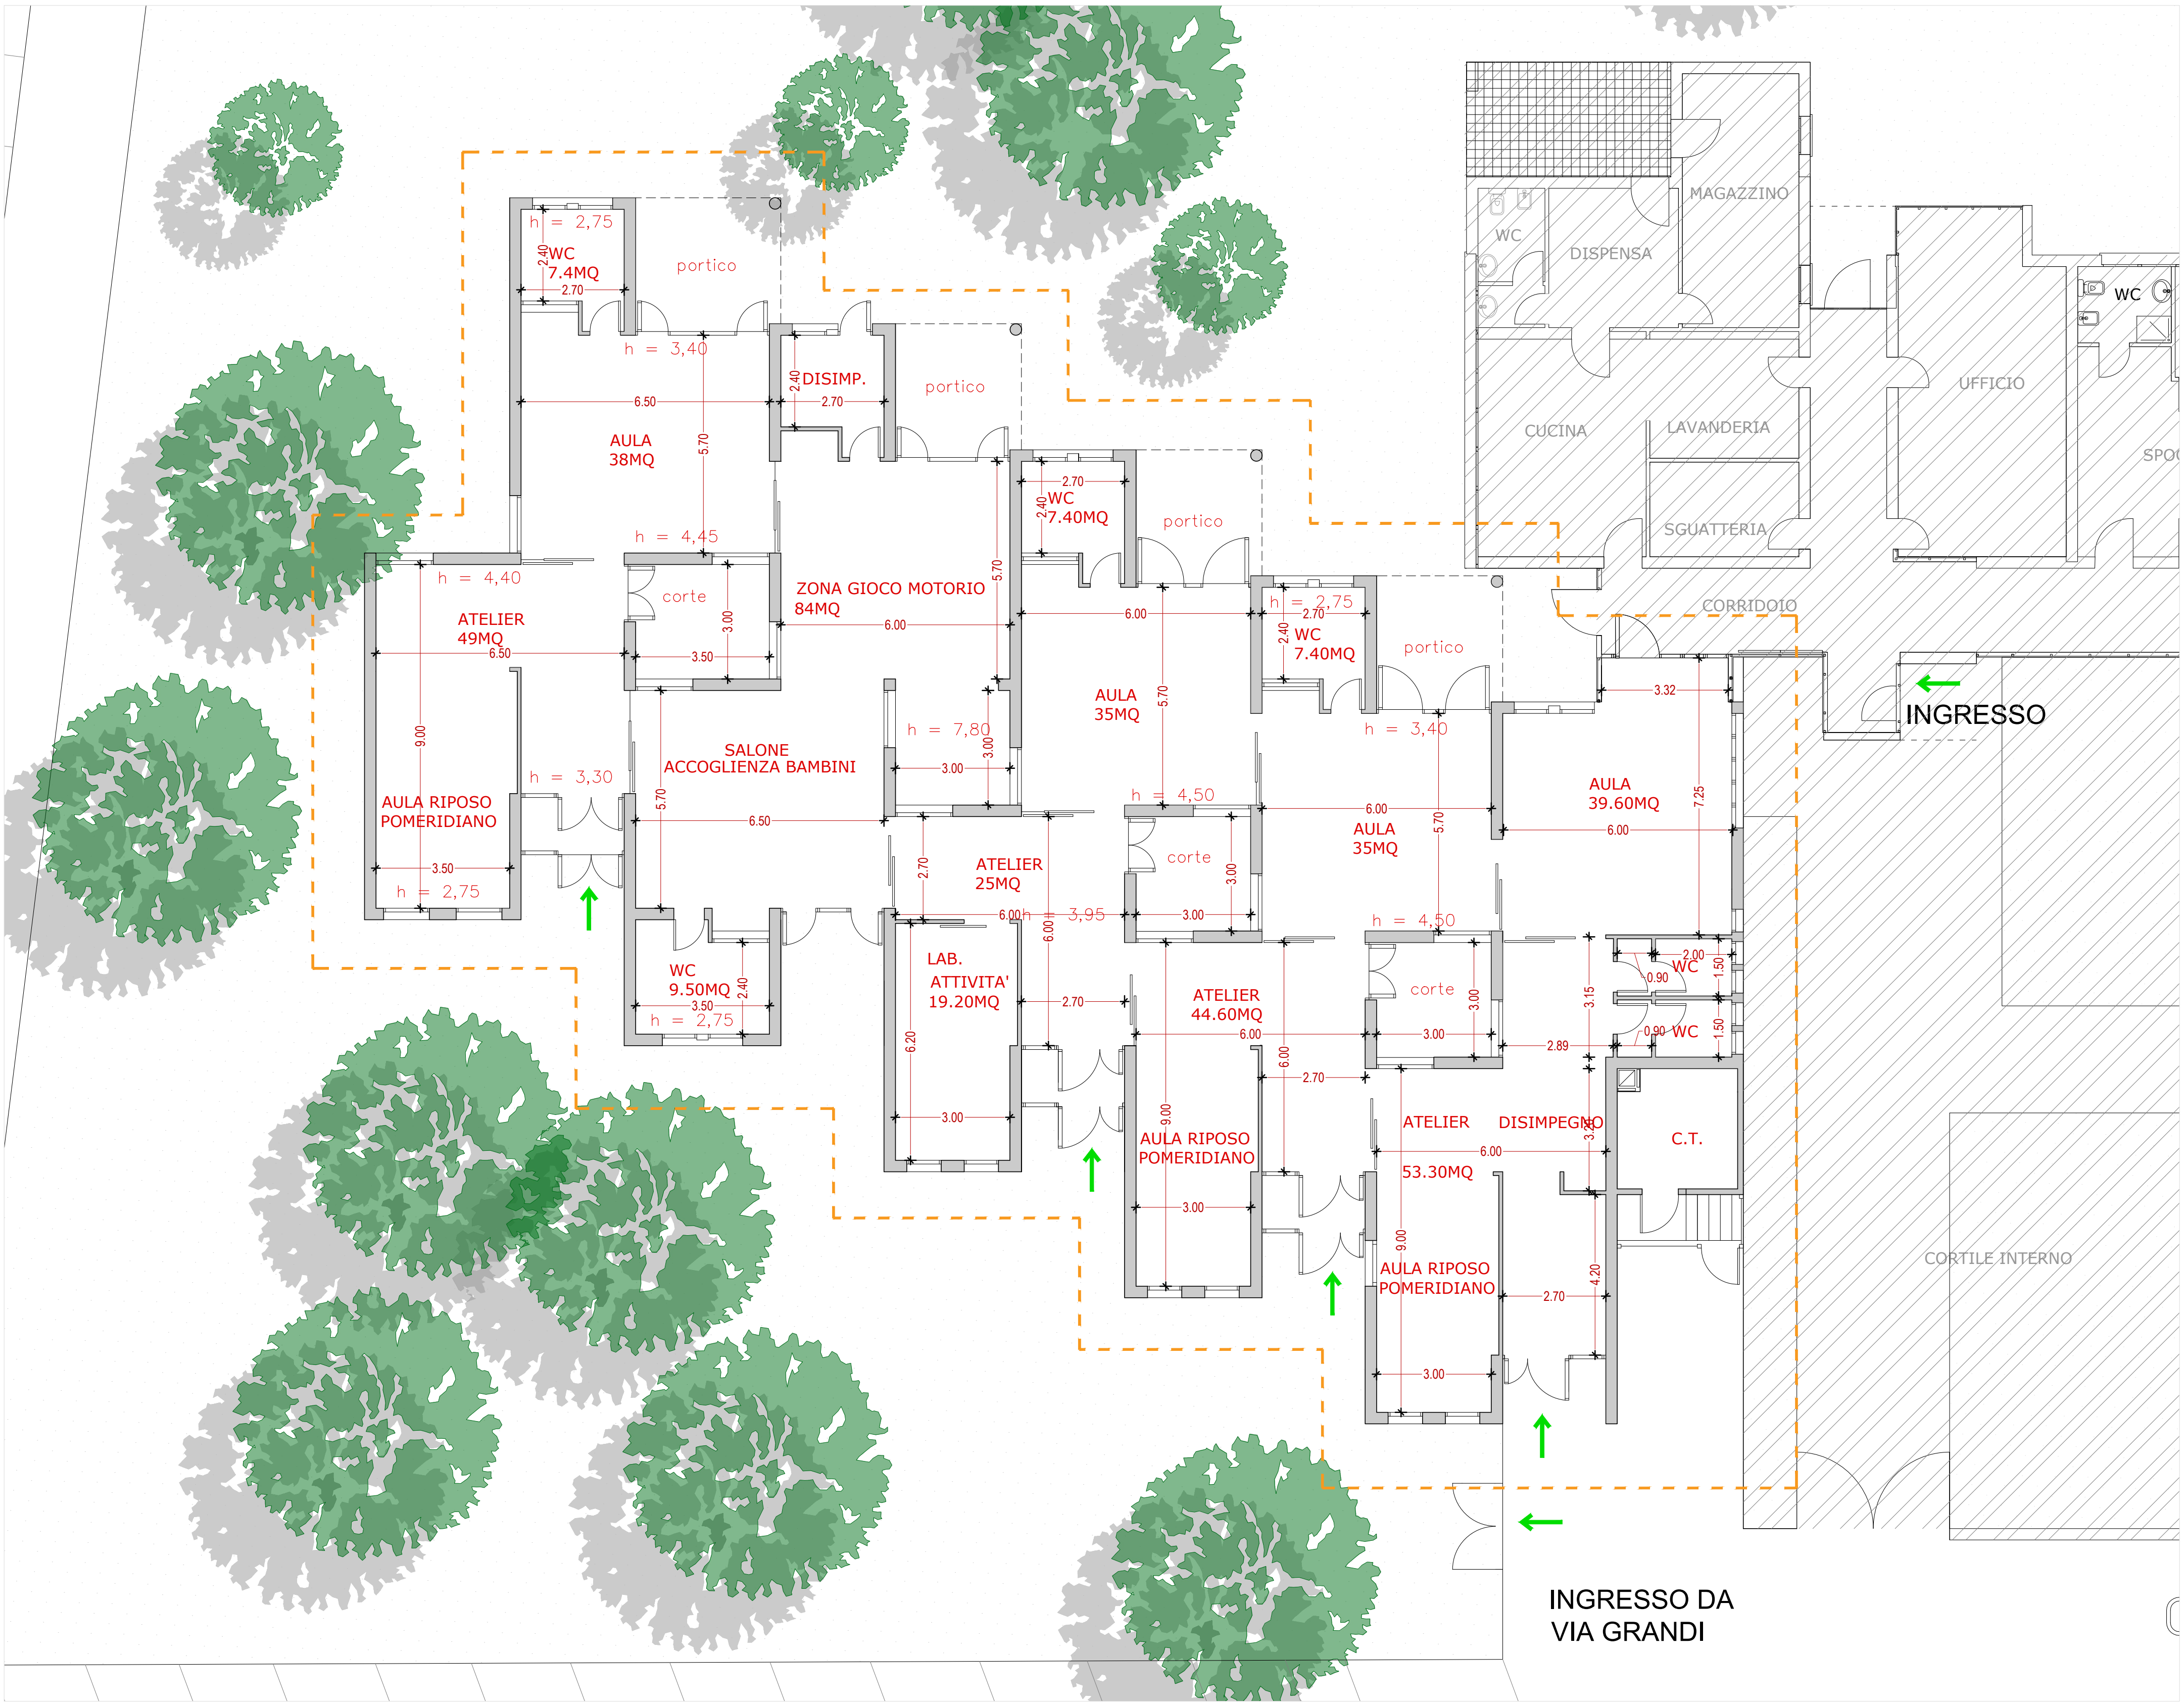 h = 2,75
2.40
WC
7.4MQ
2.70
portico
h = 3,40
6.50
5.70
AULA
38MQ
h = 4,45
2.40
DISIMP.
2.70
portico
MAGAZZINO
WC
DISPENSA
WC
UFFICIO
CUCINA
LAVANDERIA
SGUATTERIA
CORRIDOIO
2.70
2.40
WC
7.40MQ
portico
h = 4,40
ATELIER
49MQ
6.50
9.00
corte
3.00
3.50
ZONA GIOCO MOTORIO
84MQ
5.70
6.00
6.00
5.70
AULA
35MQ
h = 4,50
h = 2,75
2.70
2.40
WC
7.40MQ
portico
h = 3,40
3.32
INGRESSO
SALONE
ACCOGLIENZA BAMBINI
5.70
6.50
h = 7,80
3.00
3.00
h = 3,30
AULA RIPOSO
POMERIDIANO
3.50
h = 2,75
6.00
5.70
AULA
35MQ
h = 4,50
AULA
39.60MQ
7.25
6.00
2.70
ATELIER
25MQ
6.00
h = 3,95
6.00
corte
3.00
3.00
WC
9.50MQ
2.40
3.50
h = 2,75
LAB.
ATTIVITA'
19.20MQ
6.20
3.00
2.70
ATELIER
44.60MQ
6.00
6.00
9.00
2.70
corte
3.00
3.00
3.15
2.89
2.00
0.90
WC
1.50
0.90
WC
1.50
AULA RIPOSO
POMERIDIANO
3.00
ATELIER
DISIMPEGNO
6.00
53.30MQ
9.00
C.T.
AULA RIPOSO
POMERIDIANO
3.00
4.20
2.70
CORTILE INTERNO
INGRESSO DA
VIA GRANDI